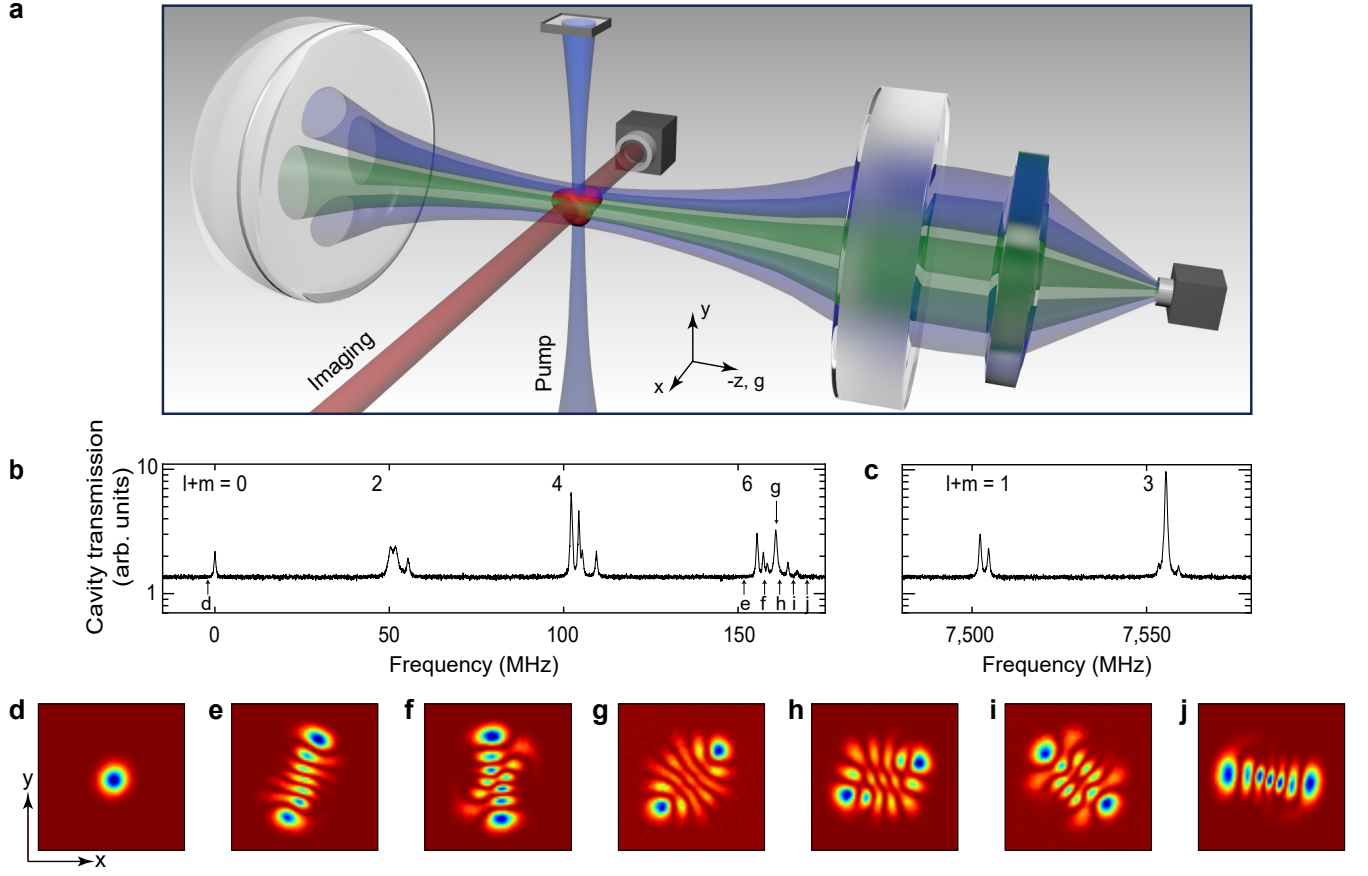 a
Imaging
Pump
y
x
-z, g
b
Cavity transmission
(arb. units)
10
1
l+m = 0
2
4
6
g
d
e
f
h
i
j
0
50
100
150
Frequency (MHz)
c
l+m = 1
3
7,500
7,550
Frequency (MHz)
d
e
f
g
h
i
j
y
x